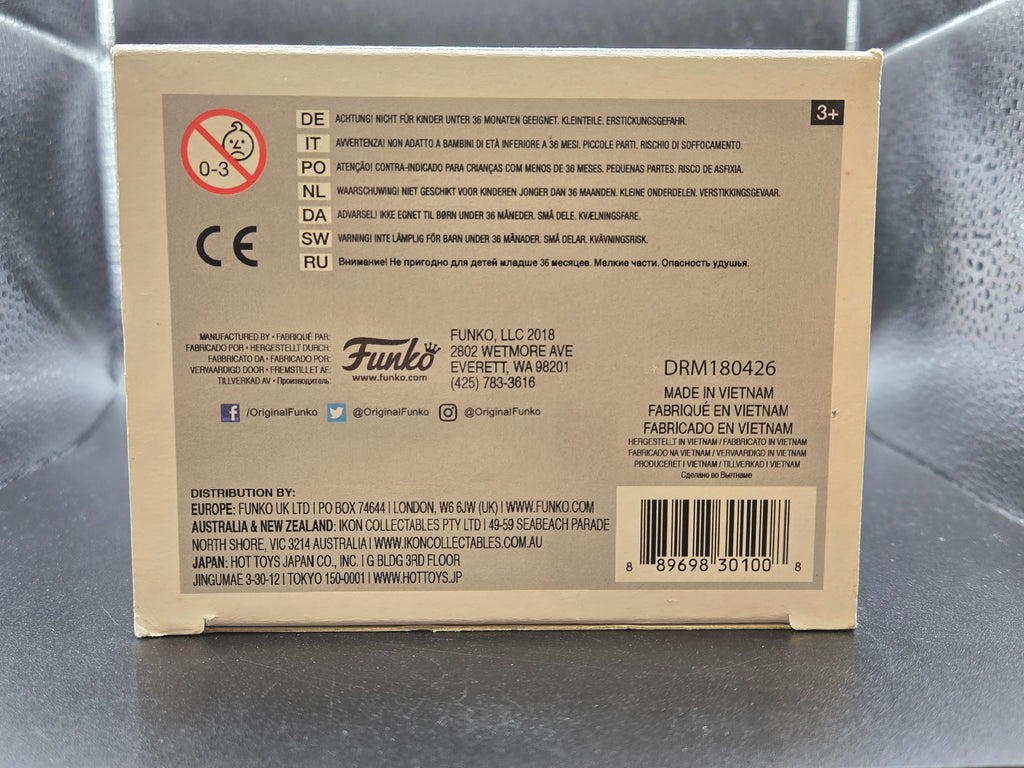 0-3
3+
DE ACHTUNG! NICHT FÜR KINDER UNTER 36 MONATEN GEEIGNET. KLEINTEILE. ERSTICKUNGSGEFAHR.
IT AVVERTENZA! NON ADATTO A BAMBINI DI ETÀ INFERIORE A 36 MESI. PICCOLE PARTI. RISCHIO DI SOFFOCAMENTO.
PO ATENÇÃO! CONTRA-INDICADO PARA CRIANÇAS COM MENOS DE 36 MESES. PEQUENAS PARTES. RISCO DE ASFIXIA.
NL WAARSCHUWING! NIET GESCHIKT VOOR KINDEREN JONGER DAN 36 MAANDEN. KLEINE ONDERDELEN. VERSTIKKINGSGEVAAR.
DA ADVARSEL! IKKE EGNET TIL BØRN UNDER 36 MÅNEDER. SMÅ DELE. KVÆLNINGSFARE.
SW VARNING! INTE LÄMPLIG FÖR BARN UNDER 36 MÅNADER. SMÅ DELAR. KVÄVNINGSRISK.
RU Внимание! Не пригодно для детей младше 36 месяцев. Мелкие части. Опасность удушья.
CE
MANUFACTURED BY • FABRIQUÉ PAR:
FABRICADO POR • HERGESTELLT DURCH:
FABBRICATO DA • FABRICADO POR:
VERVAARDIGD DOOR • FREMSTILLET AF:
TILLVERKAD AV • Производитель:
Funko
www.funko.com
FUNKO, LLC 2018
2802 WETMORE AVE
EVERETT, WA 98201
(425) 783-3616
f /OriginalFunko @OriginalFunko @OriginalFunko
DRM180426
MADE IN VIETNAM
FABRIQUÉ EN VIETNAM
FABRICADO EN VIETNAM
HERGESTELLT IN VIETNAM / FABBRICATO IN VIETNAM
FABRICADO NA VIETNAM / VERVAARDIGD IN VIETNAM
PRODUCERET I VIETNAM / TILLVERKAD I VIETNAM
Сделано во Вьетнаме
DISTRIBUTION BY:
EUROPE: FUNKO UK LTD | PO BOX 74644 | LONDON, W6 6JW (UK) | WWW.FUNKO.COM
AUSTRALIA & NEW ZEALAND: IKON COLLECTABLES PTY LTD | 49-59 SEABEACH PARADE
NORTH SHORE, VIC 3214 AUSTRALIA | WWW.IKONCOLLECTABLES.COM.AU
JAPAN: HOT TOYS JAPAN CO., INC. | G BLDG 3RD FLOOR
JINGUMAE 3-30-12 | TOKYO 150-0001 | WWW.HOTTOYS.JP
8 89698 30100 8